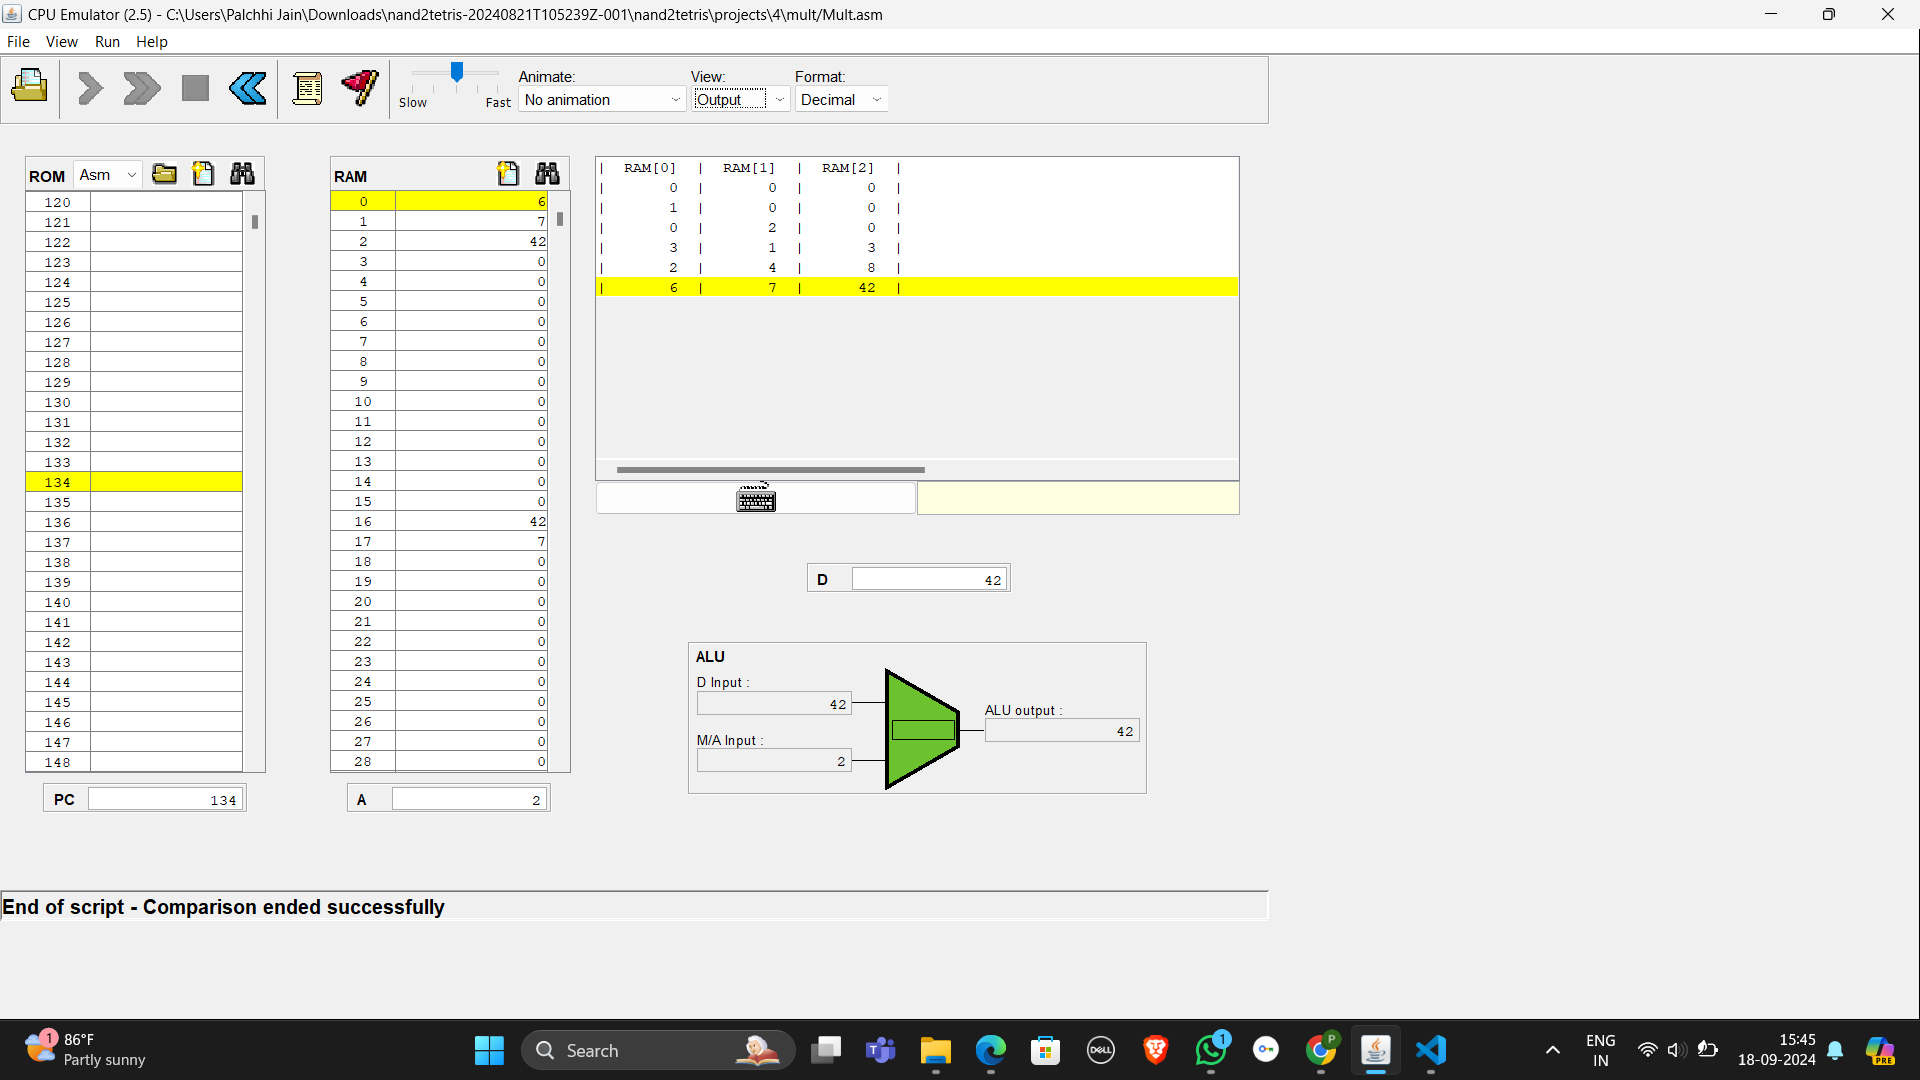 CPU Emulator (2.5) - C:\Users\Palchhi Jain\Downloads\nand2tetris-20240821T105239Z-001\nand2tetris\projects\4\mult/Mult.asm
File View Run Help
Slow Fast
Animate:
No animation
View:
Output
Format:
Decimal
ROM Asm
120
121
122
123
124
125
126
127
128
129
130
131
132
133
134
135
136
137
138
139
140
141
142
143
144
145
146
147
148
PC 134
RAM
0 6
1 7
2 42
3 0
4 0
5 0
6 0
7 0
8 0
9 0
10 0
11 0
12 0
13 0
14 0
15 0
16 42
17 7
18 0
19 0
20 0
21 0
22 0
23 0
24 0
25 0
26 0
27 0
28 0
A 2
| RAM[0] | RAM[1] | RAM[2] |
| 0 | 0 | 0 |
| 1 | 0 | 0 |
| 0 | 2 | 0 |
| 3 | 1 | 3 |
| 2 | 4 | 8 |
| 6 | 7 | 42 |
D 42
ALU
D Input :
42
M/A Input :
2
ALU output :
42
End of script - Comparison ended successfully
1
86°F
Partly sunny
Search
DELL
1
P
PRE
ENG
IN
15:45
18-09-2024